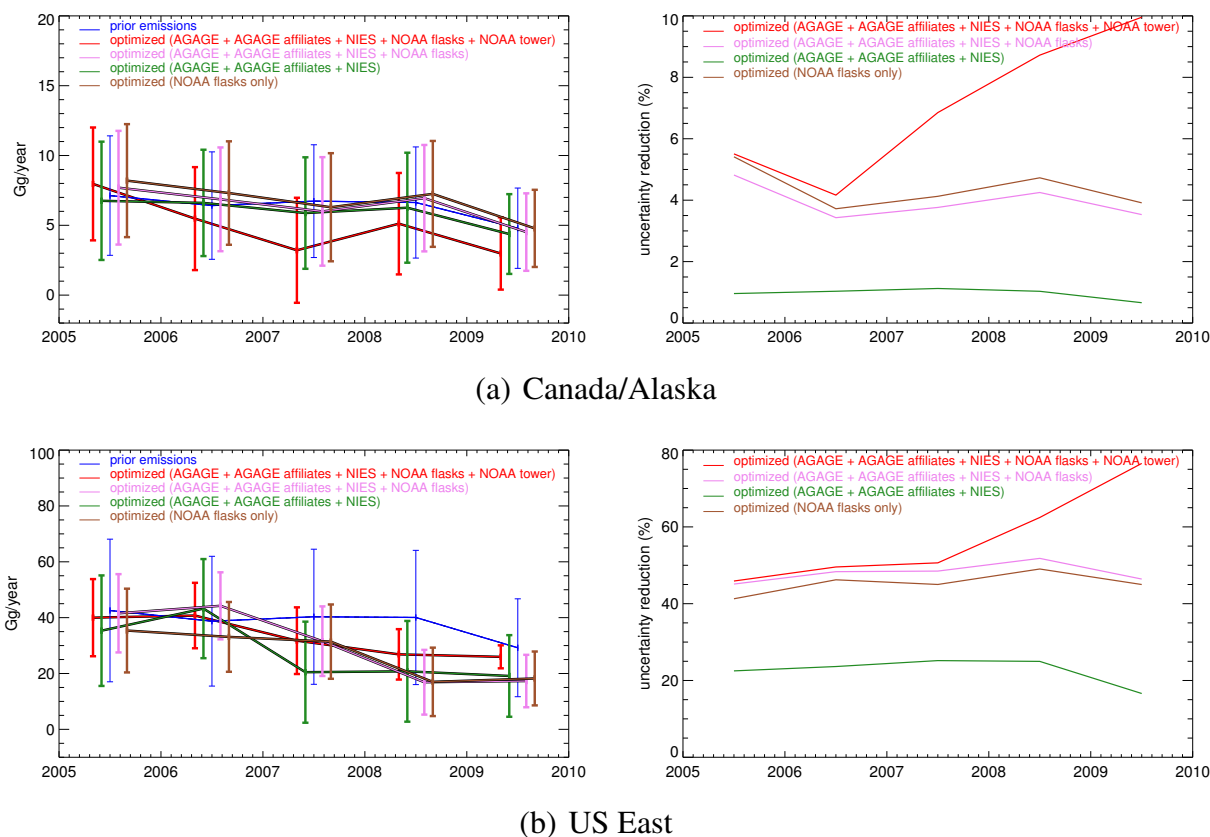 prior emissions
optimized (AGAGE + AGAGE affiliates + NIES + NOAA flasks + NOAA tower)
optimized (AGAGE + AGAGE affiliates + NIES + NOAA flasks)
optimized (AGAGE + AGAGE affiliates + NIES)
optimized (NOAA flasks only)
Gg/year
20
15
10
5
0
2005 2006 2007 2008 2009 2010
optimized (AGAGE + AGAGE affiliates + NIES + NOAA flasks + NOAA tower)
optimized (AGAGE + AGAGE affiliates + NIES + NOAA flasks)
optimized (AGAGE + AGAGE affiliates + NIES)
optimized (NOAA flasks only)
uncertainty reduction (%)
10
8
6
4
2
0
2005 2006 2007 2008 2009 2010
(a) Canada/Alaska
prior emissions
optimized (AGAGE + AGAGE affiliates + NIES + NOAA flasks + NOAA tower)
optimized (AGAGE + AGAGE affiliates + NIES + NOAA flasks)
optimized (AGAGE + AGAGE affiliates + NIES)
optimized (NOAA flasks only)
Gg/year
100
80
60
40
20
0
2005 2006 2007 2008 2009 2010
optimized (AGAGE + AGAGE affiliates + NIES + NOAA flasks + NOAA tower)
optimized (AGAGE + AGAGE affiliates + NIES + NOAA flasks)
optimized (AGAGE + AGAGE affiliates + NIES)
optimized (NOAA flasks only)
uncertainty reduction (%)
80
60
40
20
0
2005 2006 2007 2008 2009 2010
(b) US East